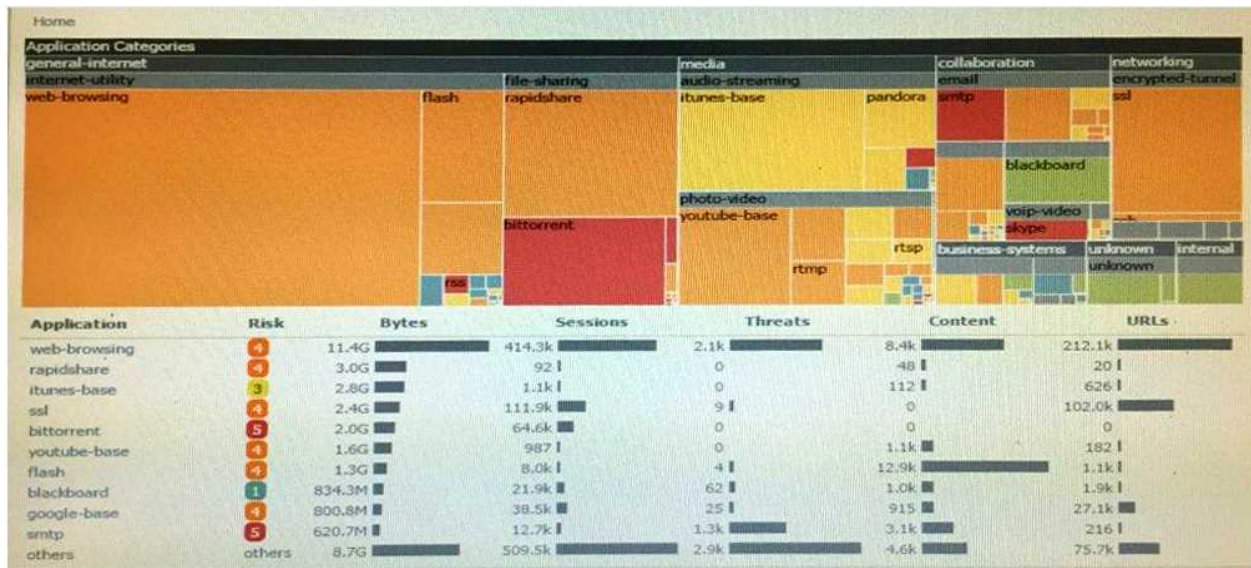 Home
Application Categories
general-internet media collaboration networking
internet-utility file-sharing audio-streaming email encrypted-tunnel
web-browsing flash rapidshare itunes-base pandora smtp ssl
blackboard
photo-video
bittorrent youtube-base voip-video
skype
rtsp business-systems unknown internal
rss rtmp unknown
Application Risk Bytes Sessions Threats Content URLs
web-browsing 4 11.4G 414.3k 2.1k 8.4k 212.1k
rapidshare 4 3.0G 92 0 48 20
itunes-base 3 2.8G 1.1k 0 112 626
ssl 4 2.4G 111.9k 9 0 102.0k
bittorrent 5 2.0G 64.6k 0 0 0
youtube-base 4 1.6G 987 0 1.1k 182
flash 4 1.3G 8.0k 4 12.9k 1.1k
blackboard 1 834.3M 21.9k 62 1.0k 1.9k
google-base 4 800.8M 38.5k 25 915 27.1k
smtp 5 620.7M 12.7k 1.3k 3.1k 216
others others 8.7G 509.5k 2.9k 4.6k 75.7k